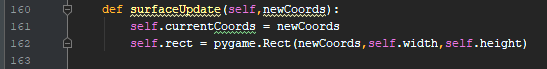 160 def surfaceUpdate(self,newCoords):
161 self.currentCoords = newCoords
162 self.rect = pygame.Rect(newCoords,self.width,self.height)
163